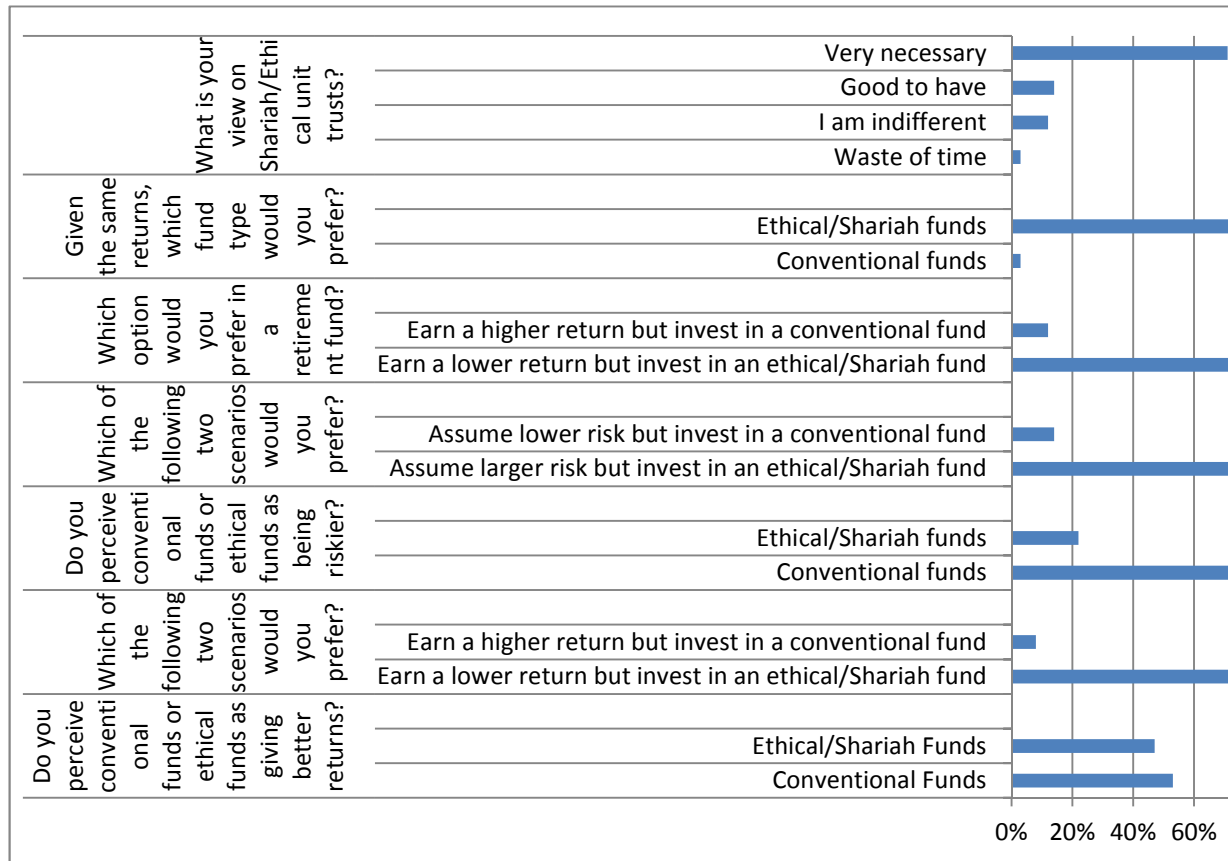 What is your
view on
Shariah/Ethi
cal unit
trusts?
Very necessary
Good to have
I am indifferent
Waste of time
Given
the same
returns,
which
fund
type
would
you
prefer?
Ethical/Shariah funds
Conventional funds
Which
option
would
you
prefer in
a
retireme
nt fund?
Earn a higher return but invest in a conventional fund
Earn a lower return but invest in an ethical/Shariah fund
Which of
the
following
two
scenarios
would
you
prefer?
Assume lower risk but invest in a conventional fund
Assume larger risk but invest in an ethical/Shariah fund
Do you
perceive
conventi
onal
funds or
ethical
funds as
being
riskier?
Ethical/Shariah funds
Conventional funds
Which of
the
following
two
scenarios
would
you
prefer?
Earn a higher return but invest in a conventional fund
Earn a lower return but invest in an ethical/Shariah fund
Do you
perceive
conventi
onal
funds or
ethical
funds as
giving
better
returns?
Ethical/Shariah Funds
Conventional Funds
0% 20% 40% 60%